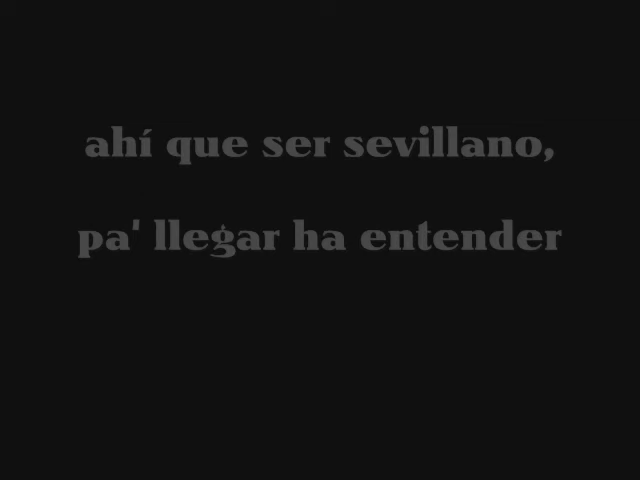 ahí que ser sevillano,
pa' llegar ha entender